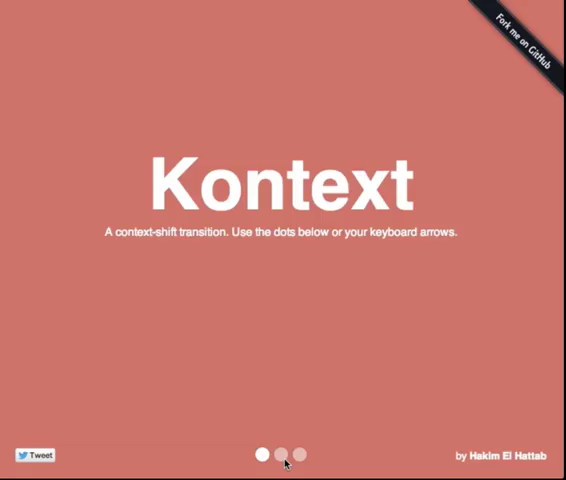 Fork me on GitHub
Kontext
A context-shift transition. Use the dots below or your keyboard arrows.
Tweet
by Hakim El Hattab